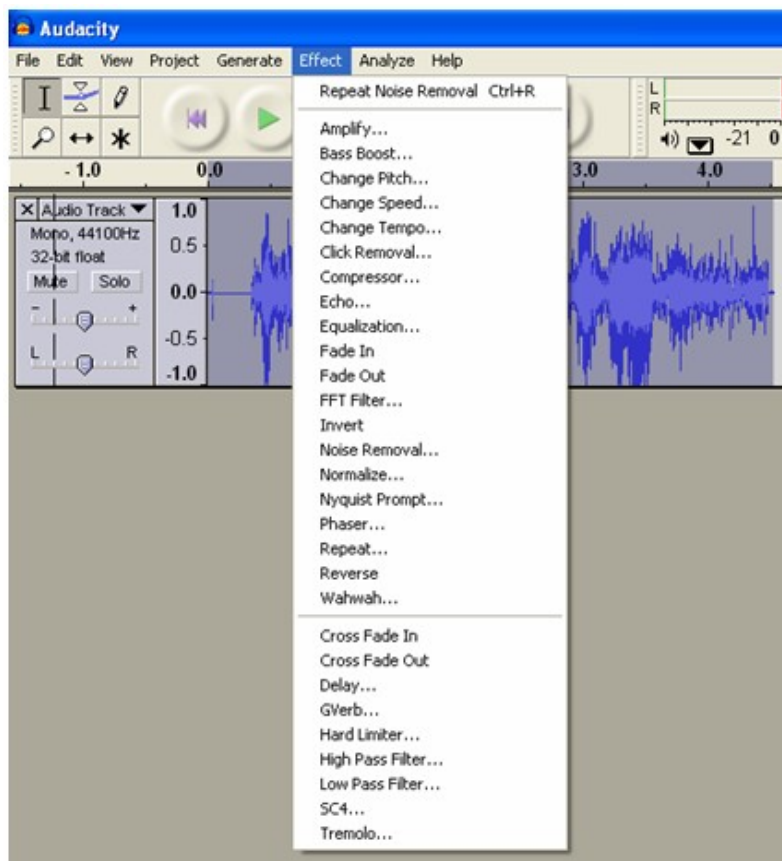 Audacity
File Edit View Project Generate Effect Analyze Help
Repeat Noise Removal Ctrl+R
L
R
-21 0
Amplify...
Bass Boost...
Change Pitch...
Change Speed...
Change Tempo...
Click Removal...
Compressor...
Echo...
Equalization...
Fade In
Fade Out
FFT Filter...
Invert
Noise Removal...
Normalize...
Nyquist Prompt...
Phaser...
Repeat...
Reverse
Wahwah...
Cross Fade In
Cross Fade Out
Delay...
GVerb...
Hard Limiter...
High Pass Filter...
Low Pass Filter...
SC4...
Tremolo...
- 1.0 0.0 3.0 4.0
X Audio Track
Mono, 44100Hz
32-bit float
Mute Solo
- +
L R
1.0
0.5
0.0
-0.5
-1.0